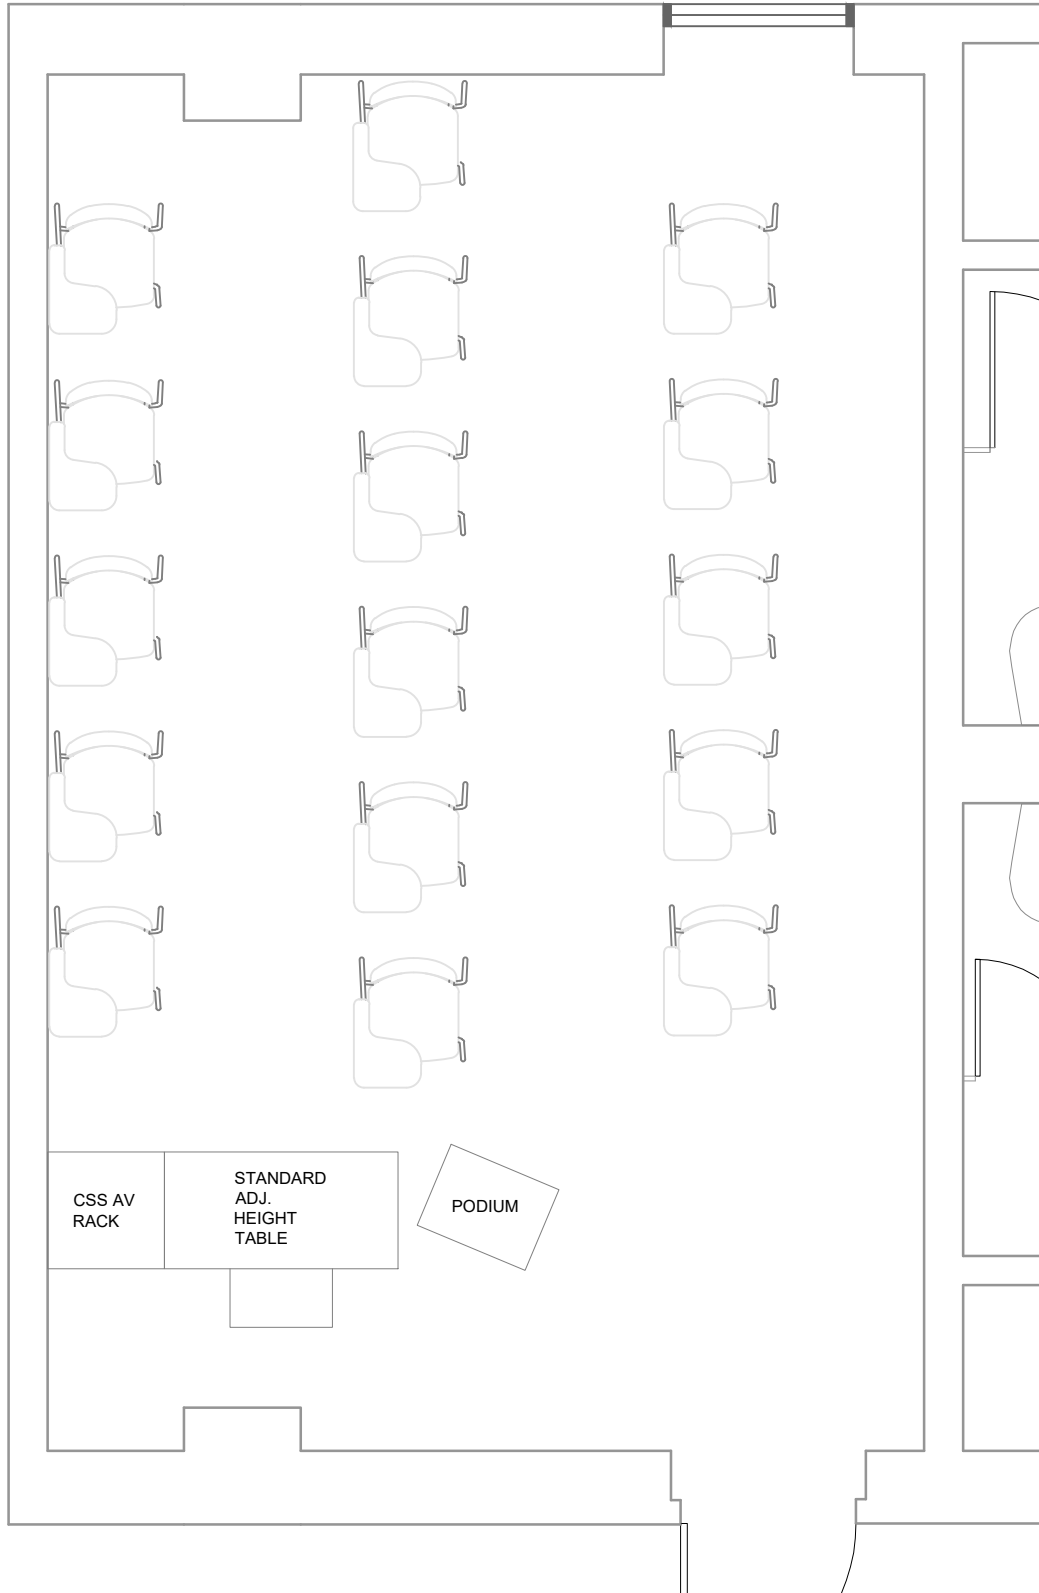 CSS AV
RACK
STANDARD
ADJ.
HEIGHT
TABLE
PODIUM